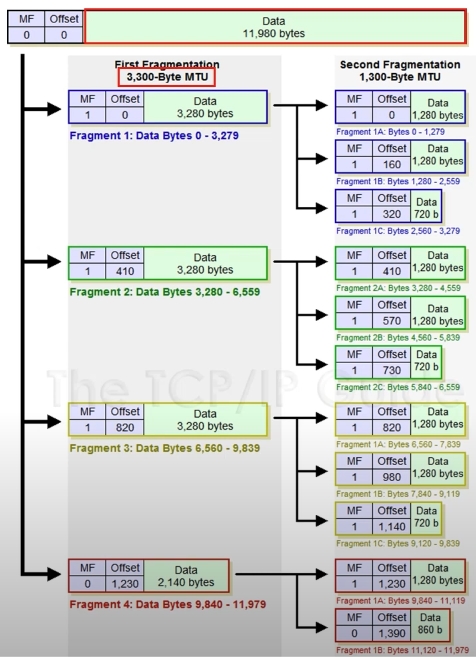 MF Offset Data
0 0 11,980 bytes
First Fragmentation
3,300-Byte MTU
Second Fragmentation
1,300-Byte MTU
MF Offset Data
1 0 3,280 bytes
Fragment 1: Data Bytes 0 - 3,279
MF Offset Data
1 0 1,280 bytes
Fragment 1A: Bytes 0 - 1,279
MF Offset Data
1 160 1,280 bytes
Fragment 1B: Bytes 1,280 - 2,559
MF Offset Data
1 320 720 b
Fragment 1C: Bytes 2,560 - 3,279
MF Offset Data
1 410 3,280 bytes
Fragment 2: Data Bytes 3,280 - 6,559
MF Offset Data
1 410 1,280 bytes
Fragment 2A: Bytes 3,280 - 4,559
MF Offset Data
1 570 1,280 bytes
Fragment 2B: Bytes 4,560 - 5,839
MF Offset Data
1 730 720 b
Fragment 2C: Bytes 5,840 - 6,559
The TCP/IP Guide
MF Offset Data
1 820 3,280 bytes
Fragment 3: Data Bytes 6,560 - 9,839
MF Offset Data
1 820 1,280 bytes
Fragment 1A: Bytes 6,560 - 7,839
MF Offset Data
1 980 1,280 bytes
Fragment 1B: Bytes 7,840 - 9,119
MF Offset Data
1 1,140 720 b
Fragment 1C: Bytes 9,120 - 9,839
MF Offset Data
0 1,230 2,140 bytes
Fragment 4: Data Bytes 9,840 - 11,979
MF Offset Data
1 1,230 1,280 bytes
Fragment 1A: Bytes 9,840 - 11,119
MF Offset Data
0 1,390 860 b
Fragment 1B: Bytes 11,120 - 11,979